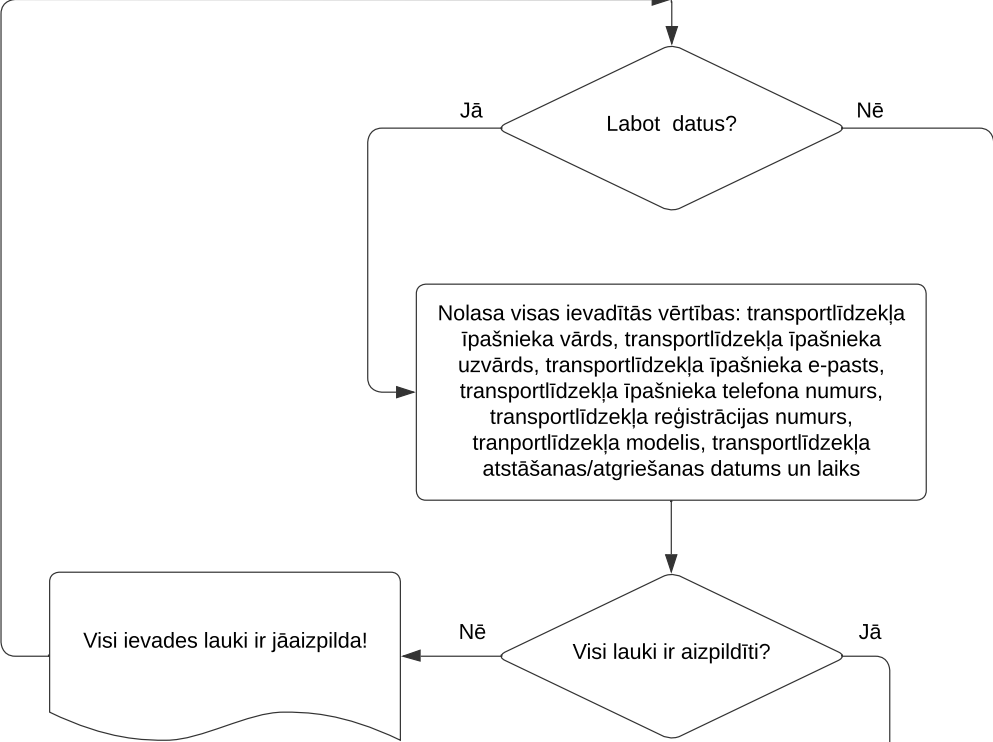 Jā
Labot  datus?
Nē
Nolasa visas ievadītās vērtības: transportlīdzekļa
īpašnieka vārds, transportlīdzekļa īpašnieka
uzvārds, transportlīdzekļa īpašnieka e-pasts,
transportlīdzekļa īpašnieka telefona numurs,
transportlīdzekļa reģistrācijas numurs,
tranportlīdzekļa modelis, transportlīdzekļa
atstāšanas/atgriešanas datums un laiks
Visi ievades lauki ir jāaizpilda!
Nē
Visi lauki ir aizpildīti?
Jā